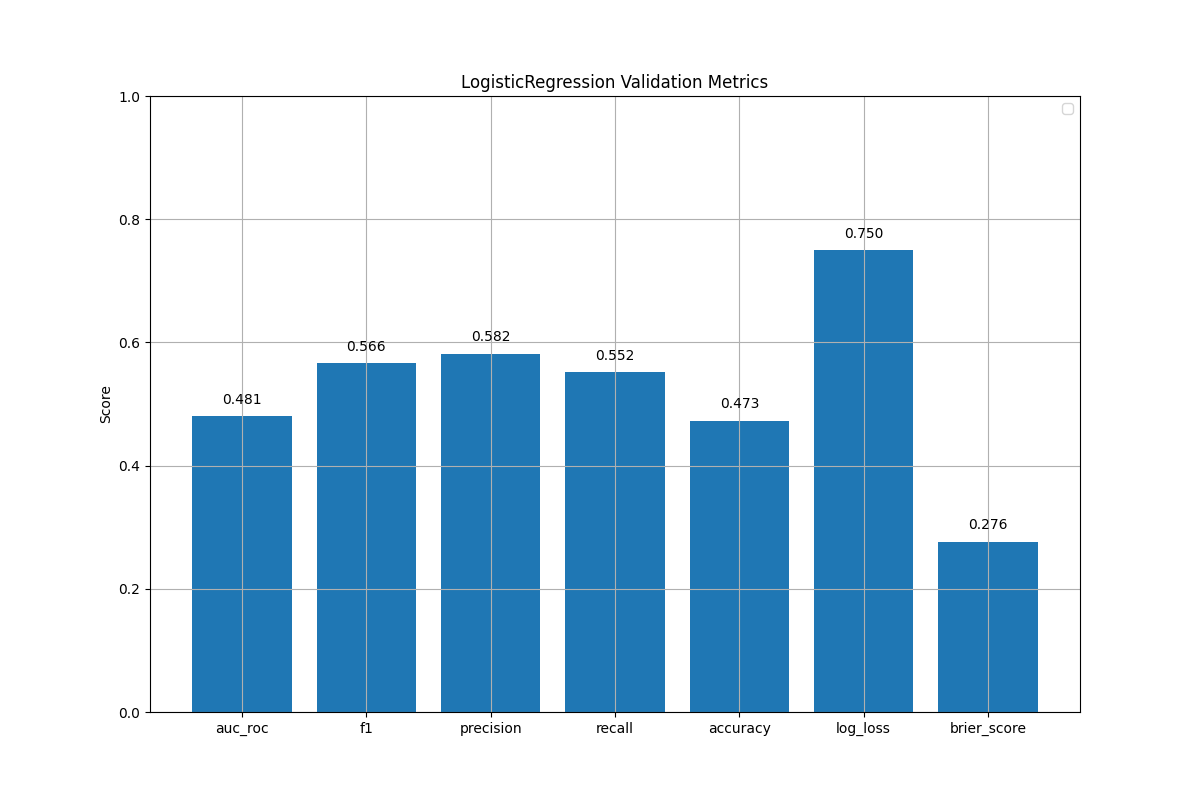 LogisticRegression Validation Metrics
1.0
0.8
0.6
0.4
0.2
0.0
Score
0.481
0.566
0.582
0.552
0.473
0.750
0.276
auc_roc
f1
precision
recall
accuracy
log_loss
brier_score